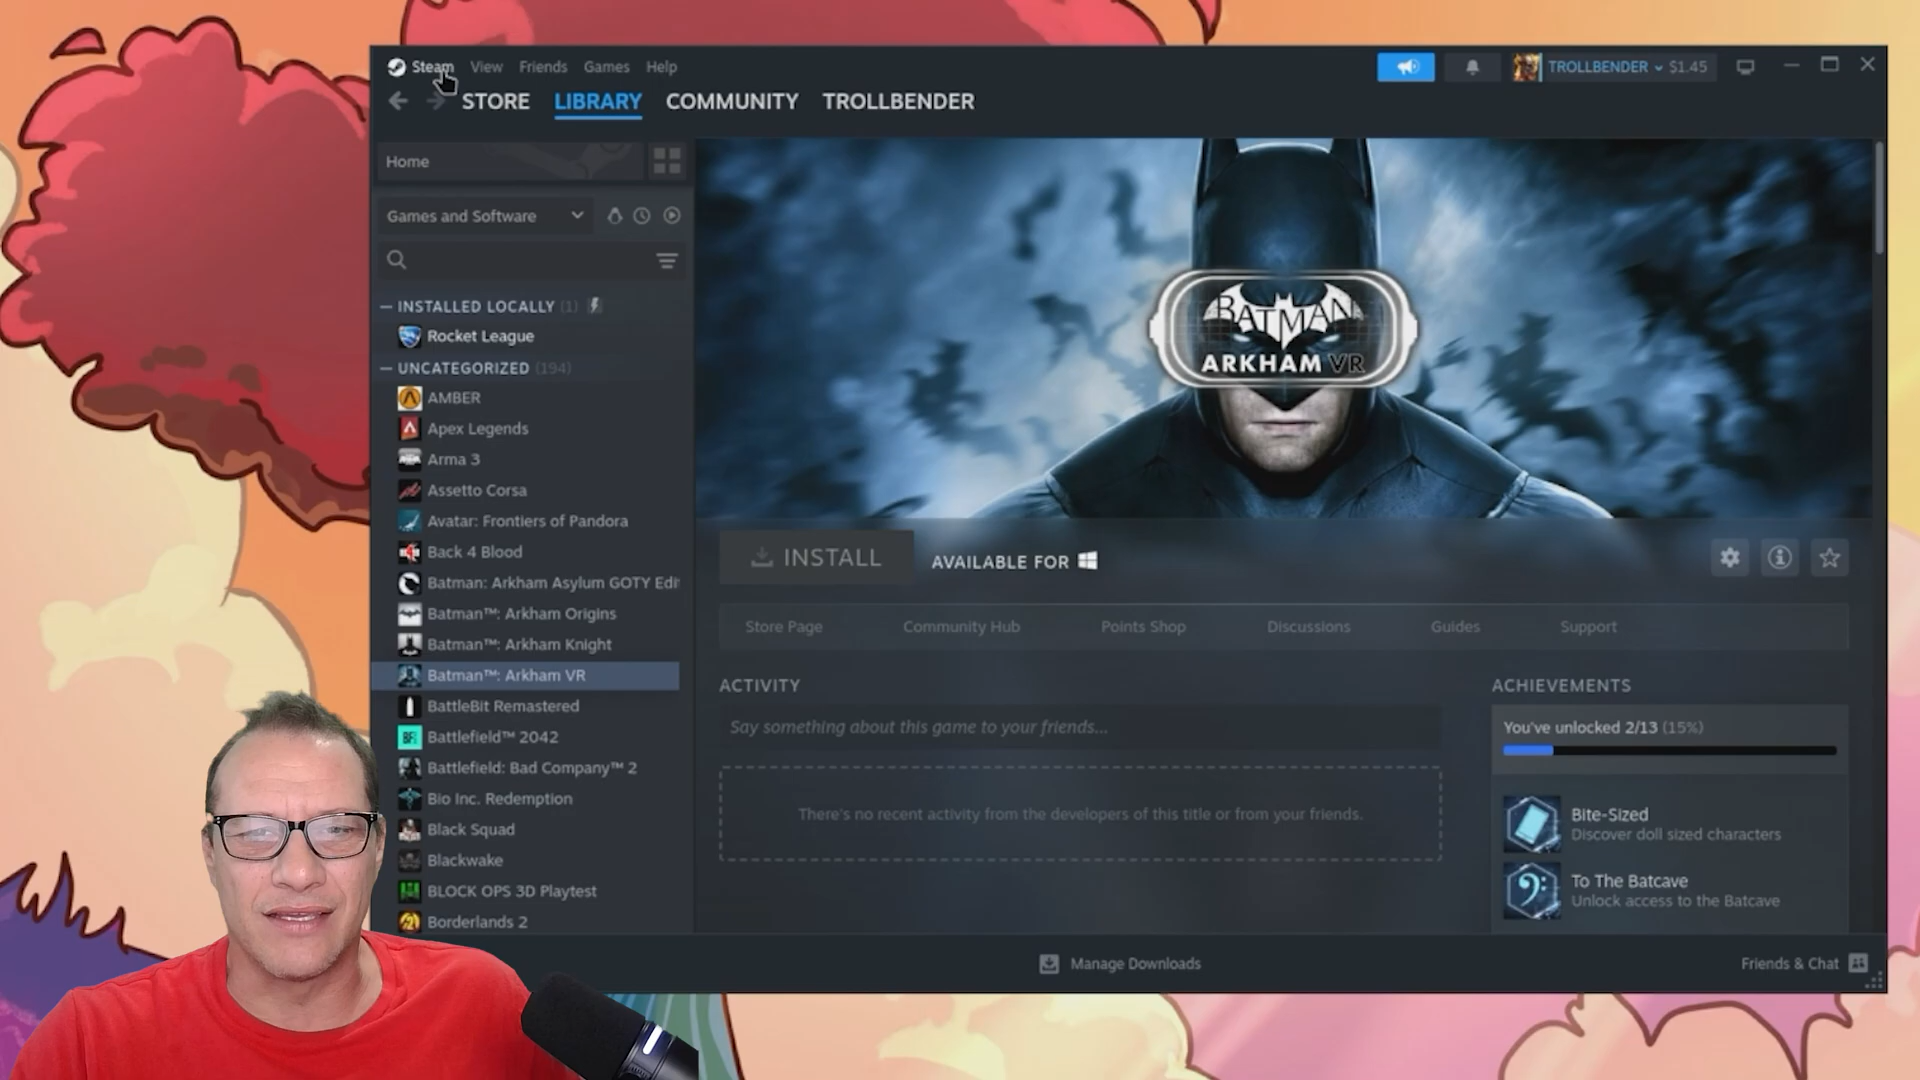 Steam View Friends Games Help
TROLLBENDER $1.45
STORE LIBRARY COMMUNITY TROLLBENDER
Home
Games and Software
INSTALLED LOCALLY (1)
Rocket League
UNCATEGORIZED (194)
AMBER
Apex Legends
Arma 3
Assetto Corsa
Avatar: Frontiers of Pandora
Back 4 Blood
Batman: Arkham Asylum GOTY Edi
Batman™: Arkham Origins
Batman™: Arkham Knight
Batman™: Arkham VR
BattleBit Remastered
Battlefield™ 2042
Battlefield: Bad Company™ 2
Bio Inc. Redemption
Black Squad
Blackwake
BLOCK OPS 3D Playtest
Borderlands 2
BATMAN
ARKHAM VR
INSTALL
AVAILABLE FOR
Store Page Community Hub Points Shop Discussions Guides Support
ACTIVITY
Say something about this game to your friends...
There's no recent activity from the developers of this title or from your friends.
ACHIEVEMENTS
You've unlocked 2/13 (15%)
Bite-Sized
Discover doll sized characters
To The Batcave
Unlock access to the Batcave
Manage Downloads
Friends & Chat